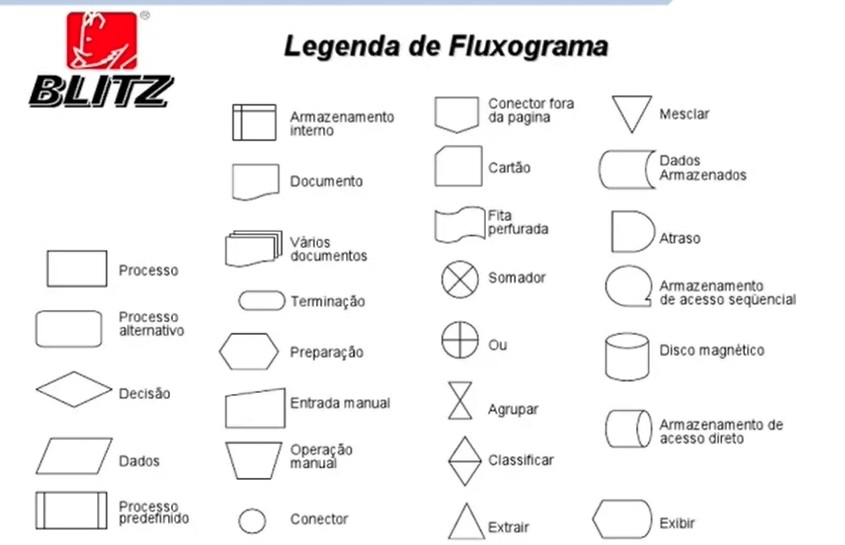 Legenda de Fluxograma
®
BLITZ
Processo
Processo
alternativo
Decisão
Dados
Processo
predefinido
Armazenamento
interno
Documento
Vários
documentos
Terminação
Preparação
Entrada manual
Operação
manual
Conector
Conector fora
da pagina
Cartão
Fita
perfurada
Somador
Ou
Agrupar
Classificar
Extrair
Mesclar
Dados
Armazenados
Atraso
Armazenamento
de acesso seqüencial
Disco magnético
Armazenamento de
acesso direto
Exibir